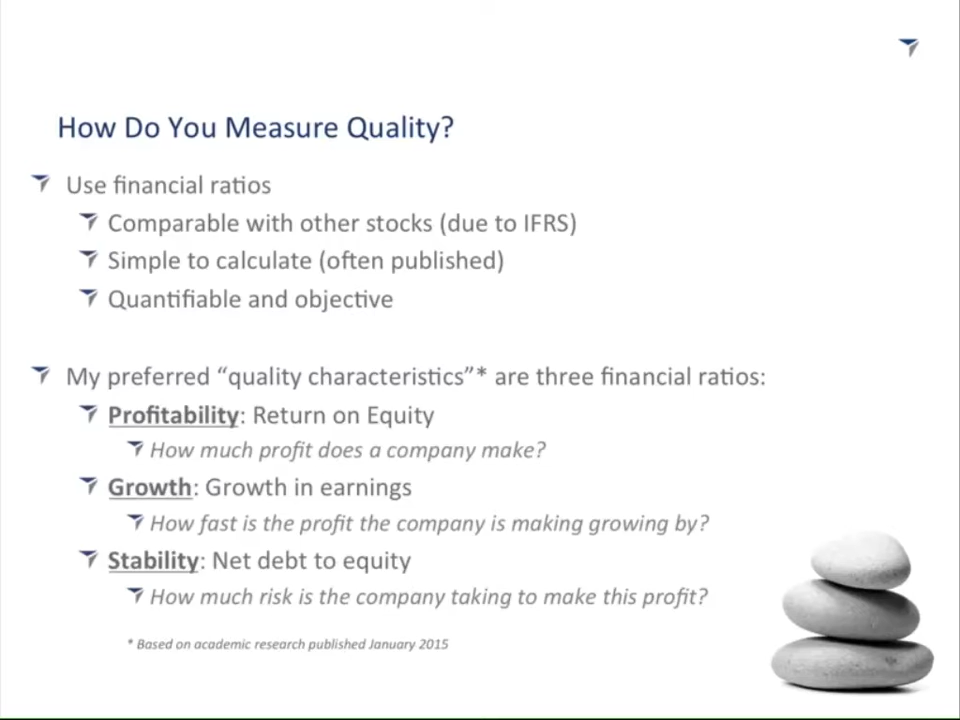 How Do You Measure Quality?
Use financial ratios
Comparable with other stocks (due to IFRS)
Simple to calculate (often published)
Quantifiable and objective
My preferred “quality characteristics”* are three financial ratios:
Profitability: Return on Equity
How much profit does a company make?
Growth: Growth in earnings
How fast is the profit the company is making growing by?
Stability: Net debt to equity
How much risk is the company taking to make this profit?
* Based on academic research published January 2015